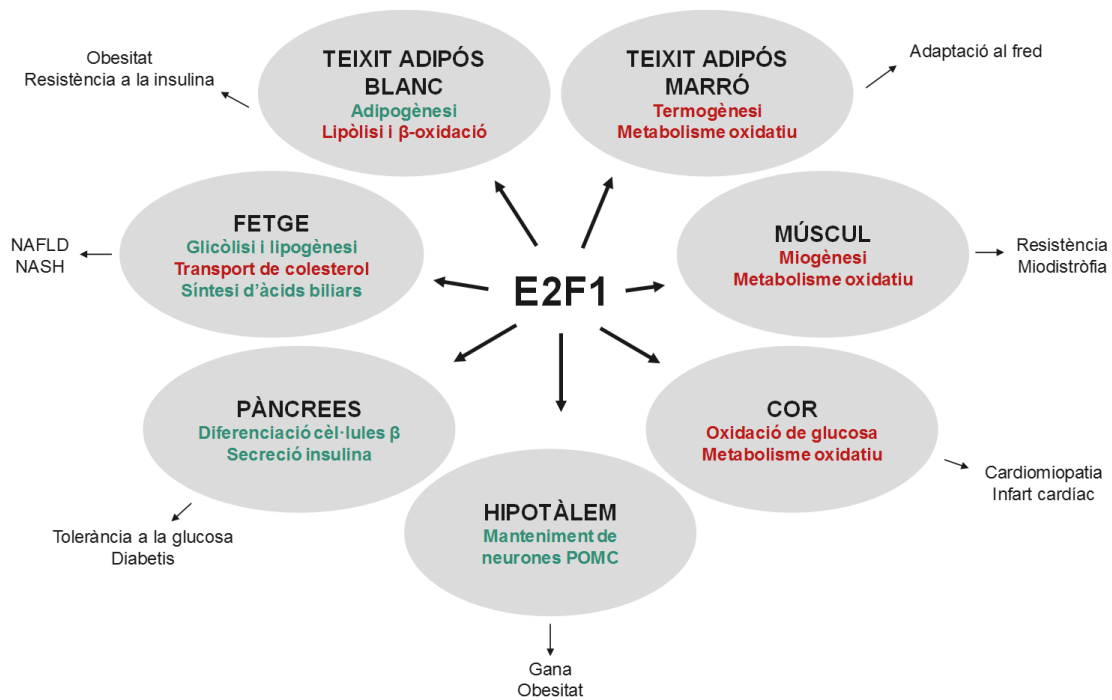 Obesitat
Resistència a la insulina
TEIXIT ADIPÓS
BLANC
Adipogènesi
Lipòlisi i β-oxidació
TEIXIT ADIPÓS
MARRÓ
Termogènesi
Metabolisme oxidatiu
Adaptació al fred
NAFLD
NASH
FETGE
Glicòlisi i lipogènesi
Transport de colesterol
Síntesi d'àcids biliars
E2F1
MÚSCUL
Miogènesi
Metabolisme oxidatiu
Resistència
Miodistròfia
PÀNCREES
Diferenciació cèl·lules β
Secreció insulina
Tolerància a la glucosa
Diabetis
HIPOTÀLEM
Manteniment de
neurones POMC
Gana
Obesitat
COR
Oxidació de glucosa
Metabolisme oxidatiu
Cardiomiopatia
Infart cardíac